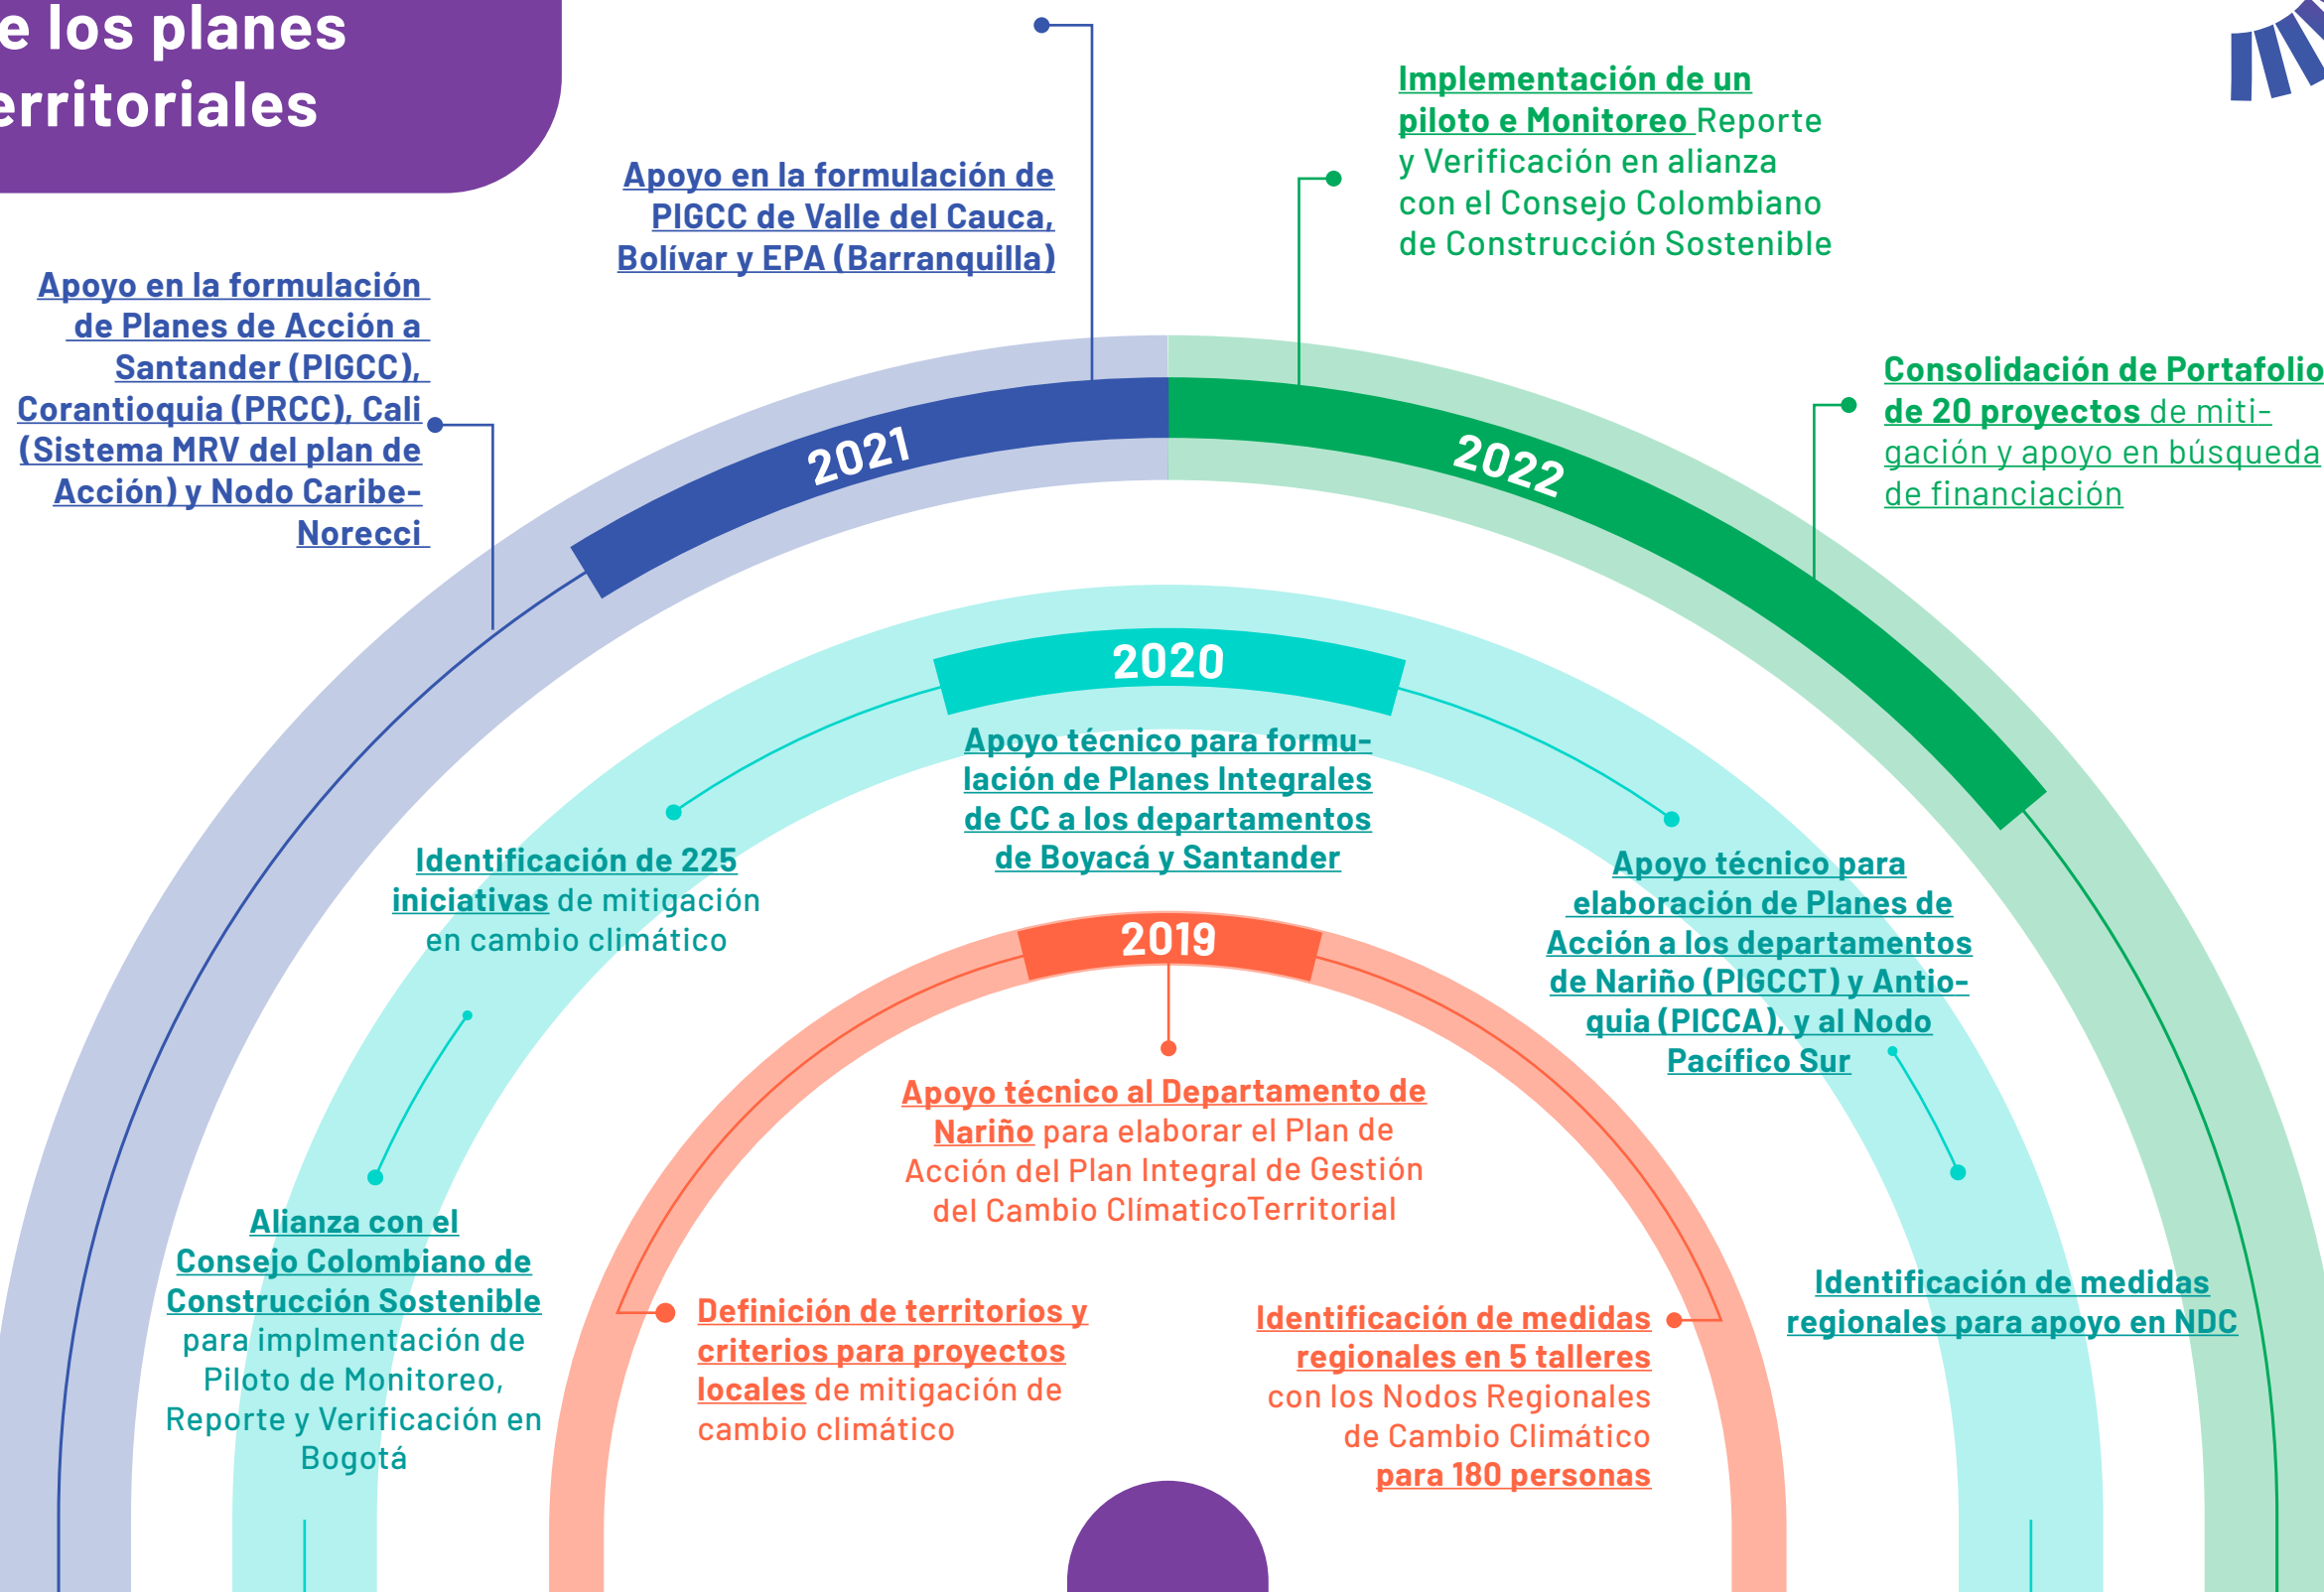 e los planes
erritoriales
Apoyo en la formulación
de Planes de Acción a
Santander (PIGCC),
Corantioquia (PRCC), Cali
(Sistema MRV del plan de
Acción) y Nodo Caribe-
Norecci
Apoyo en la formulación de
PIGCC de Valle del Cauca,
Bolívar y EPA (Barranquilla)
Implementación de un
piloto e Monitoreo Reporte
y Verificación en alianza
con el Consejo Colombiano
de Construcción Sostenible
Consolidación de Portafolio
de 20 proyectos de miti-
gación y apoyo en búsqueda
de financiación
2021
2022
2020
Apoyo técnico para formu-
lación de Planes Integrales
de CC a los departamentos
de Boyacá y Santander
Identificación de 225
iniciativas de mitigación
en cambio climático
Apoyo técnico para
elaboración de Planes de
Acción a los departamentos
de Nariño (PIGCCT) y Antio-
quia (PICCA), y al Nodo
Pacífico Sur
Alianza con el
Consejo Colombiano de
Construcción Sostenible
para implmentación de
Piloto de Monitoreo,
Reporte y Verificación en
Bogotá
Identificación de medidas
regionales para apoyo en NDC
2019
Apoyo técnico al Departamento de
Nariño para elaborar el Plan de
Acción del Plan Integral de Gestión
del Cambio ClímaticoTerritorial
Definición de territorios y
criterios para proyectos
locales de mitigación de
cambio climático
Identificación de medidas
regionales en 5 talleres
con los Nodos Regionales
de Cambio Climático
para 180 personas